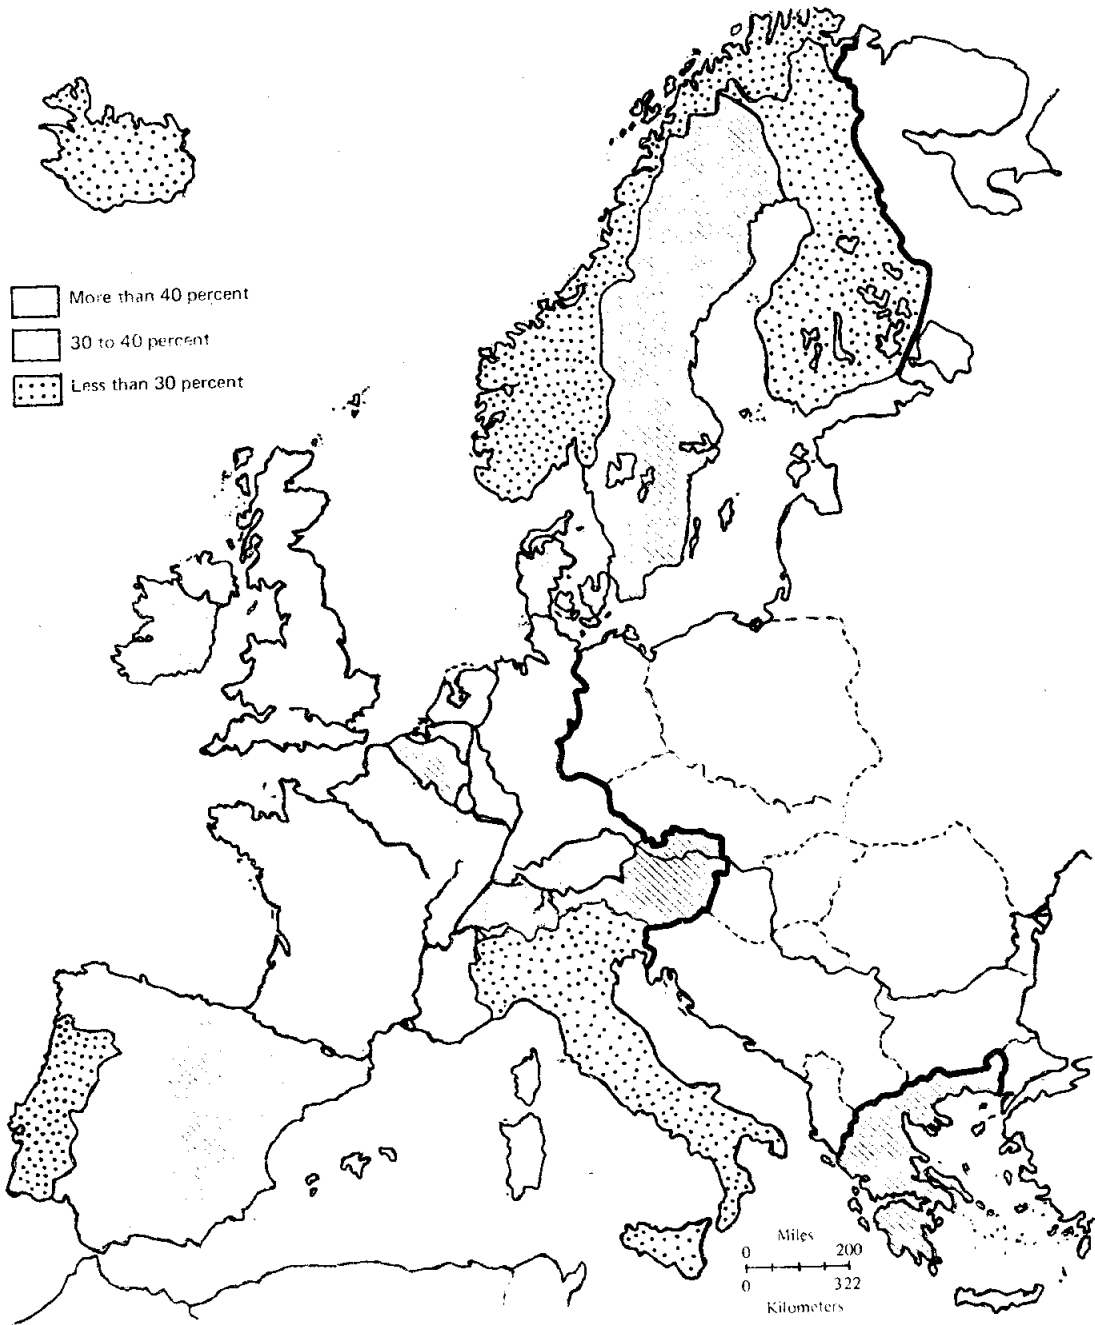 More than 40 percent
30 to 40 percent
Less than 30 percent
Miles
0 200
0 322
Kilometers